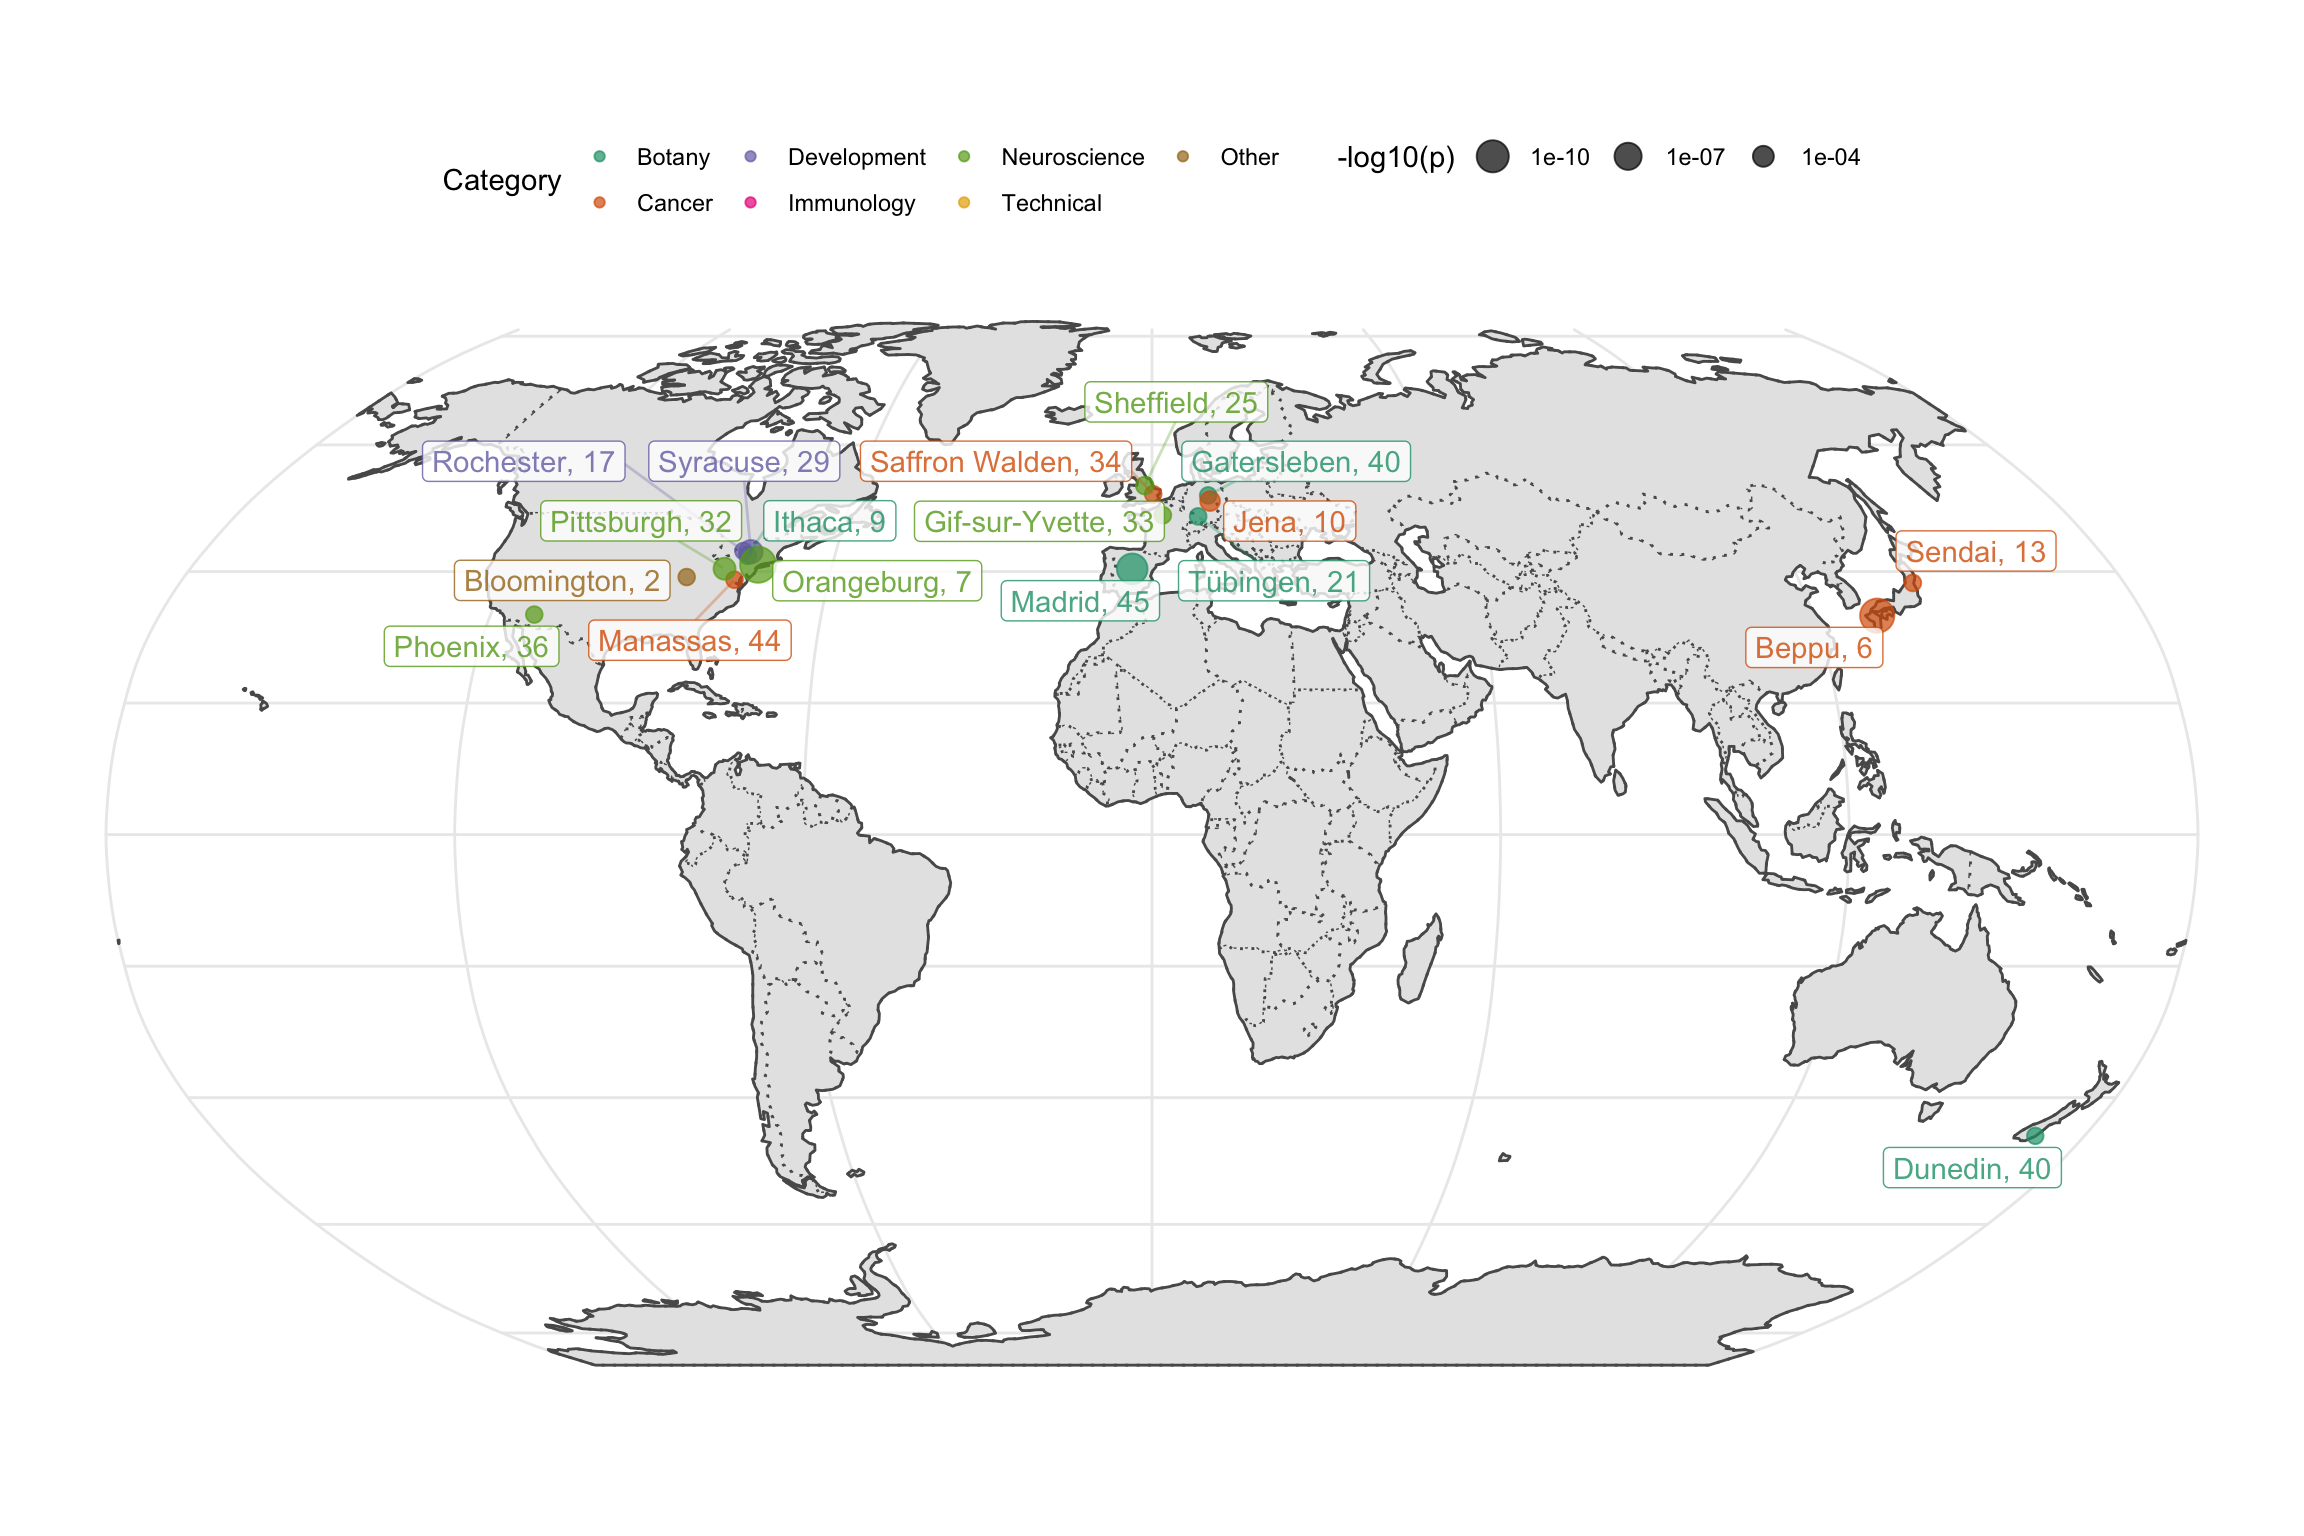 Category
Botany
Development
Neuroscience
Other
Cancer
Immunology
Technical
-log10(p)
1e-10
1e-07
1e-04
Sheffield, 25
Rochester, 17
Syracuse, 29
Saffron Walden, 34
Gatersleben, 40
Pittsburgh, 32
Ithaca, 9
Gif-sur-Yvette, 33
Jena, 10
Sendai, 13
Bloomington, 2
Orangeburg, 7
Madrid, 45
Tübingen, 21
Phoenix, 36
Manassas, 44
Beppu, 6
Dunedin, 40